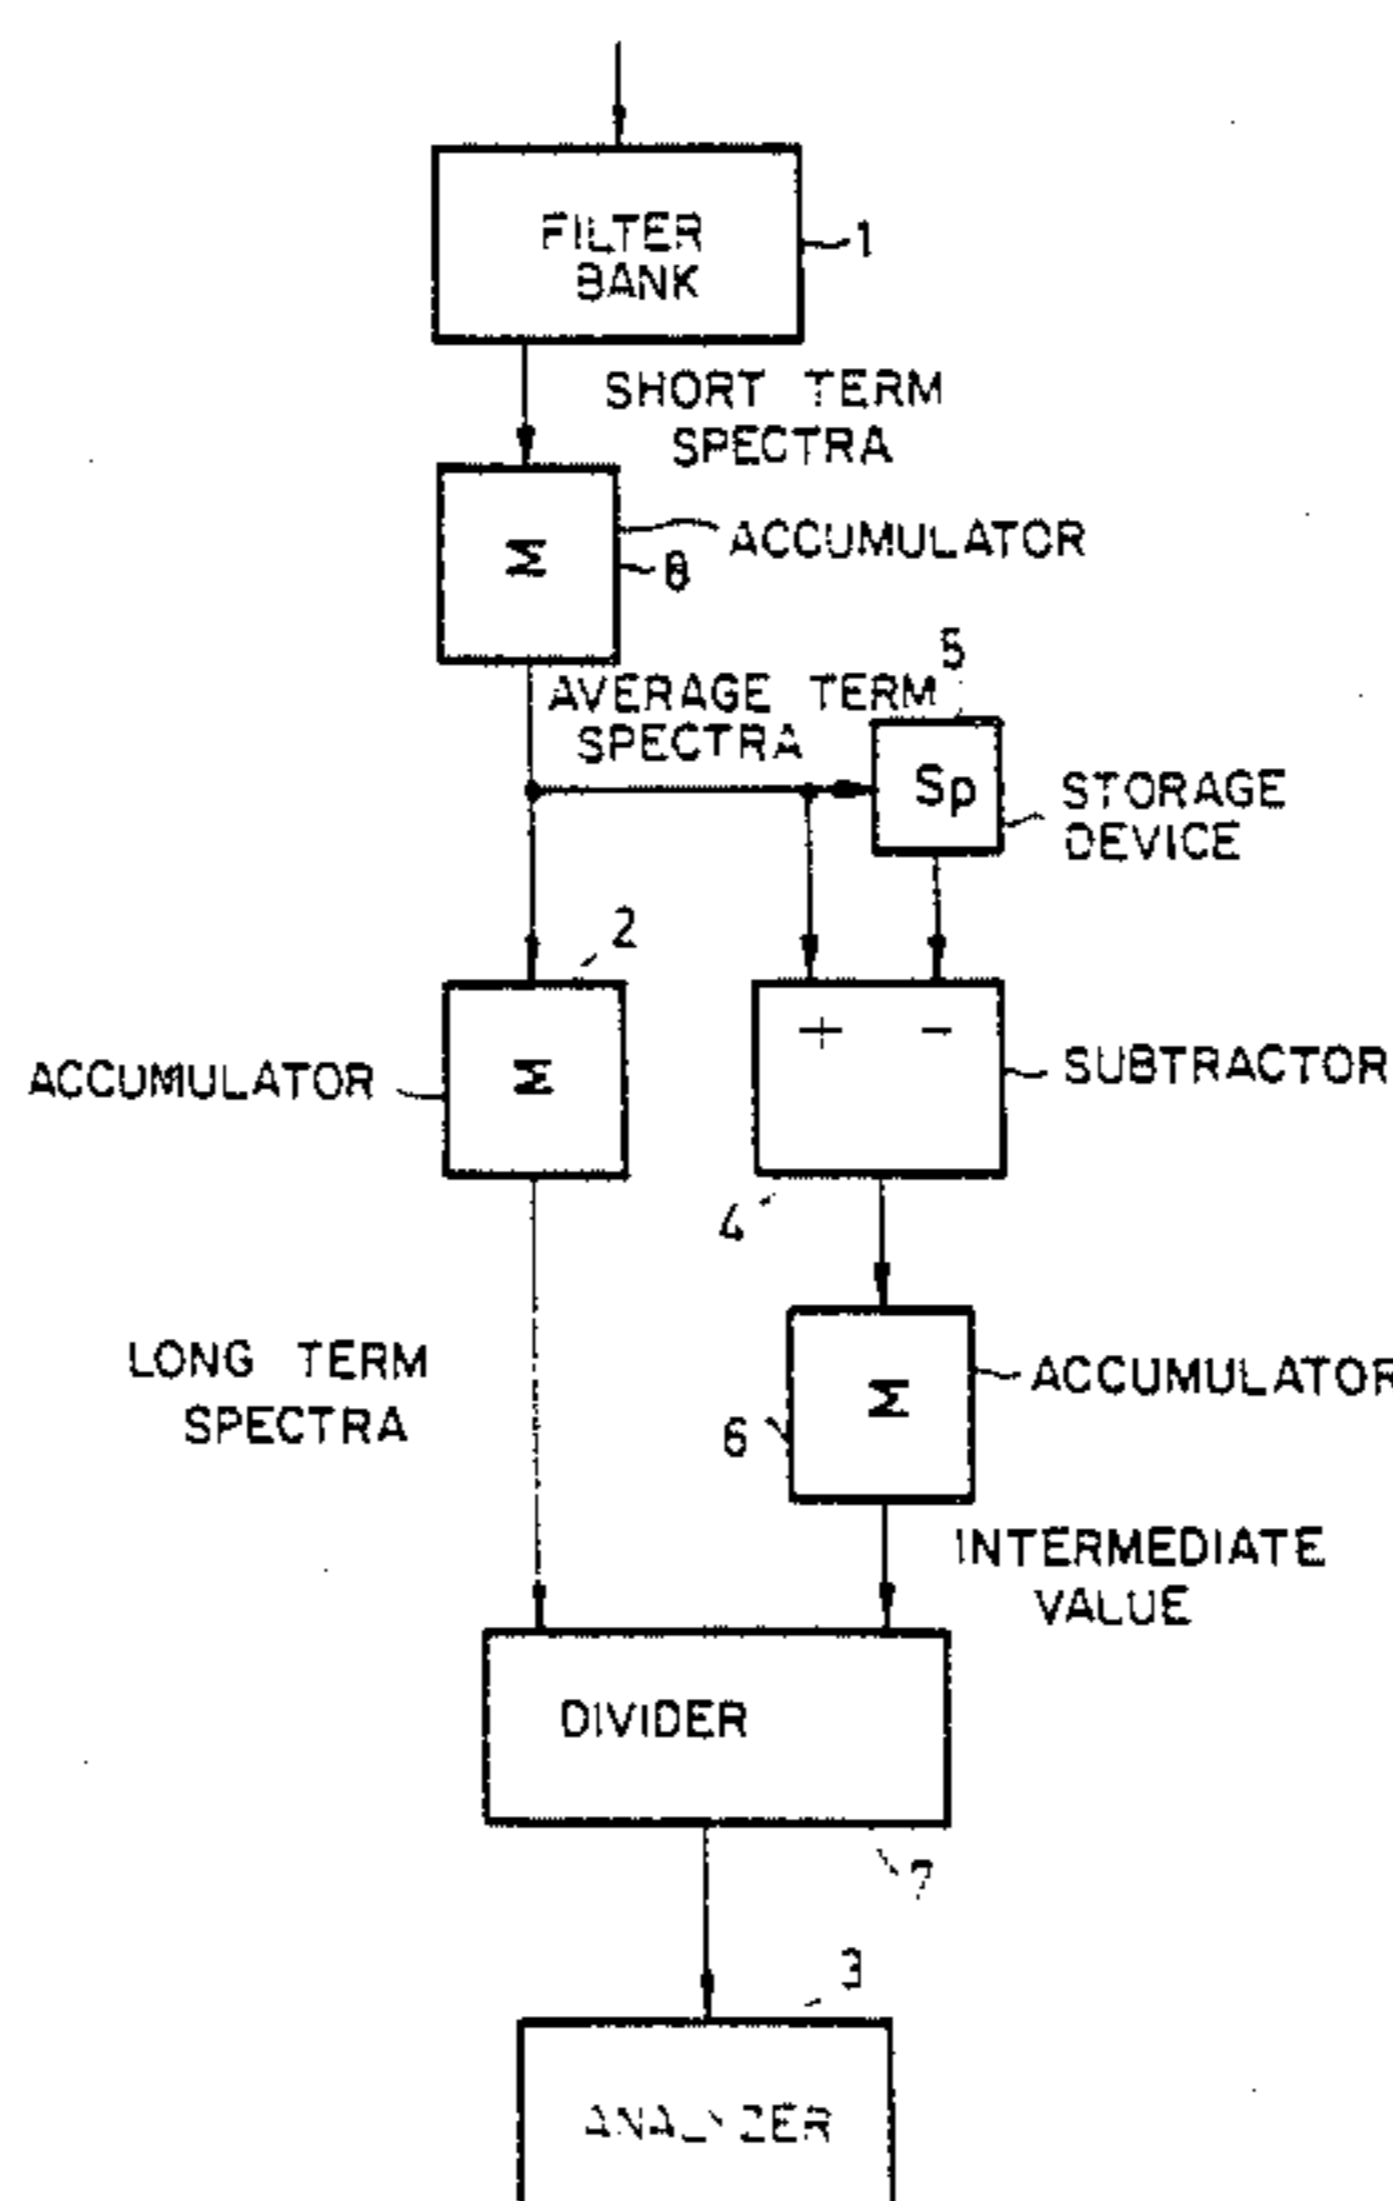 FILTER
BANK
1
SHORT TERM
SPECTRA
Σ
ACCUMULATOR
8
AVERAGE TERM
SPECTRA
5
Sp
STORAGE
DEVICE
2
ACCUMULATOR
Σ
+ -
SUBTRACTOR
4
LONG TERM
SPECTRA
Σ
ACCUMULATOR
6
INTERMEDIATE
VALUE
DIVIDER
7
3
ANALYZER